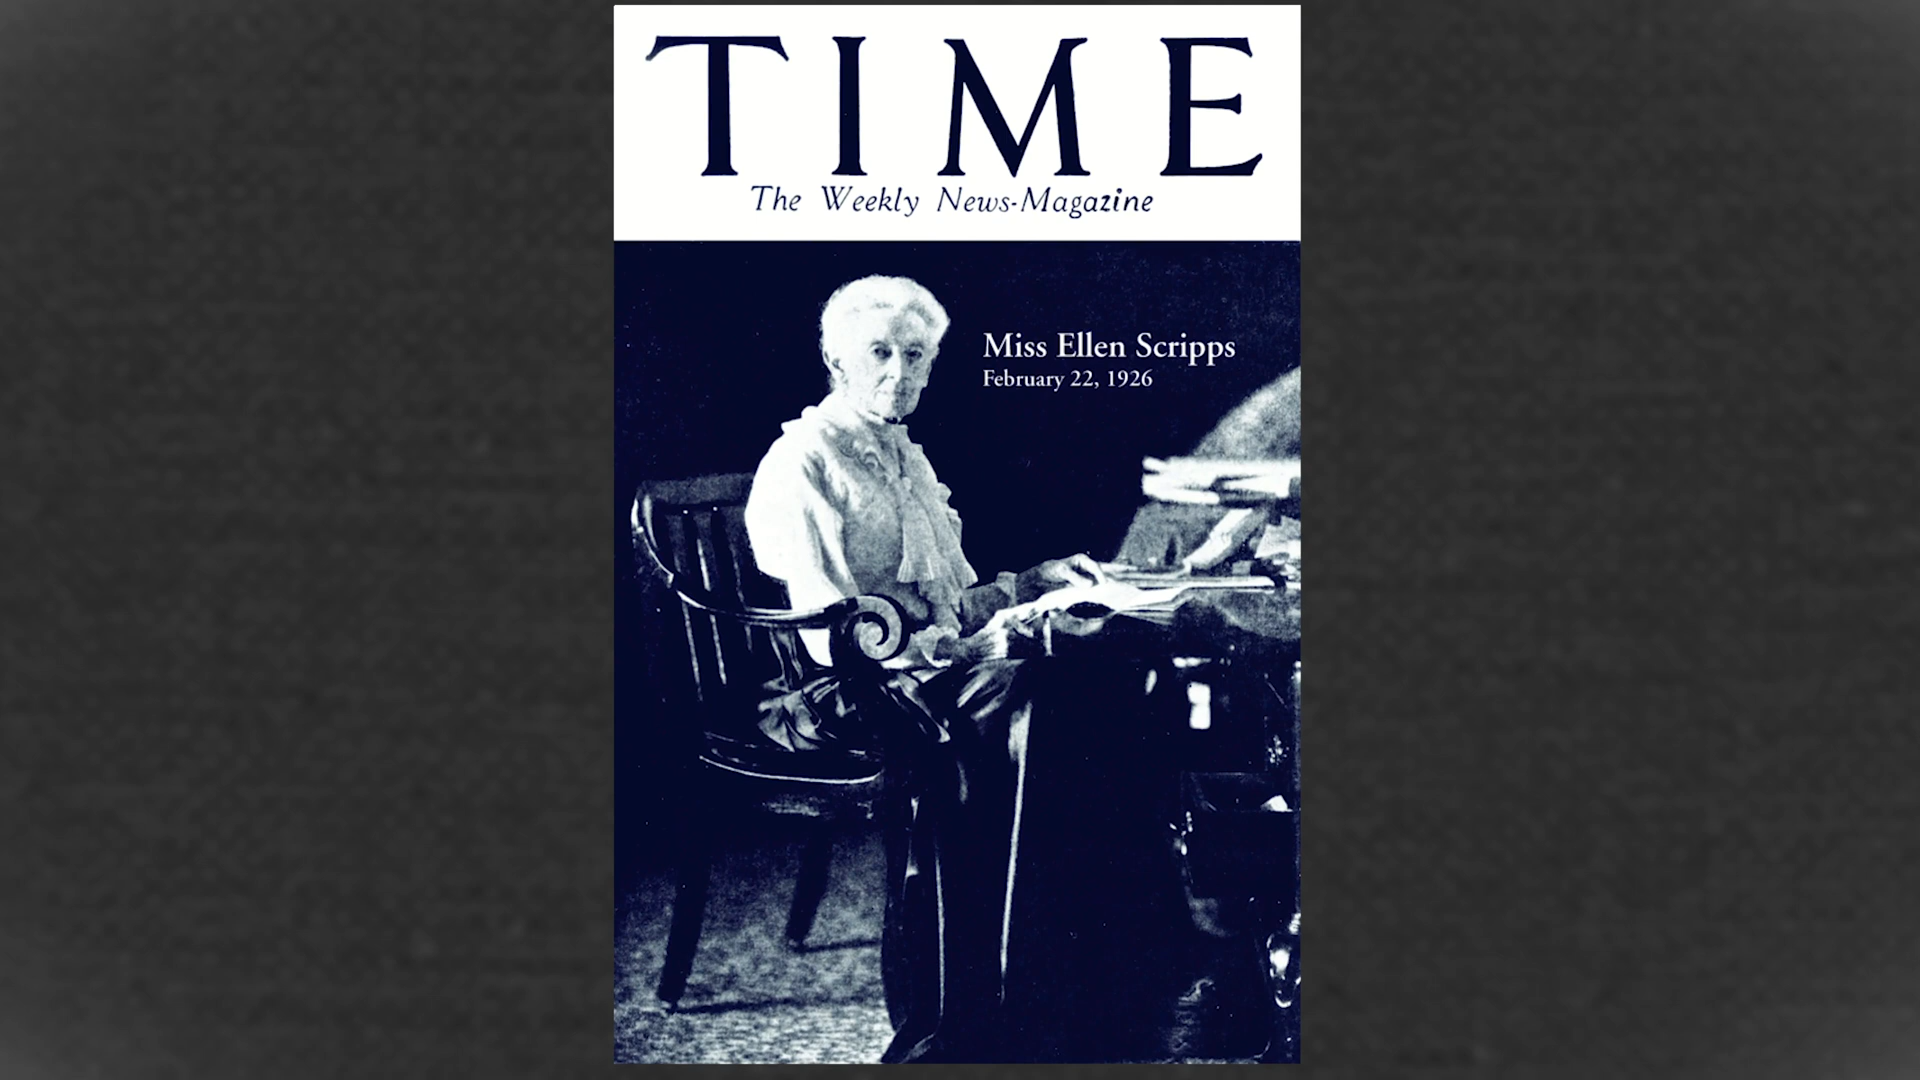 TIME
The Weekly News-Magazine
Miss Ellen Scripps
February 22, 1926